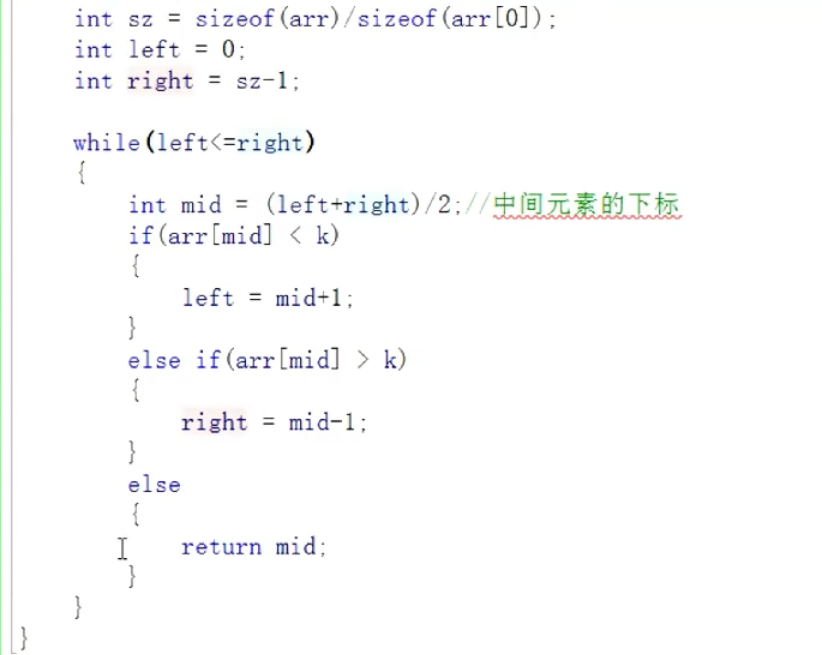 int sz = sizeof(arr)/sizeof(arr[0]);
int left = 0;
int right = sz-1;
while(left<=right)
{
int mid = (left+right)/2;//中间元素的下标
if(arr[mid] < k)
{
left = mid+1;
}
else if(arr[mid] > k)
{
right = mid-1;
}
else
{
return mid;
}
}
}